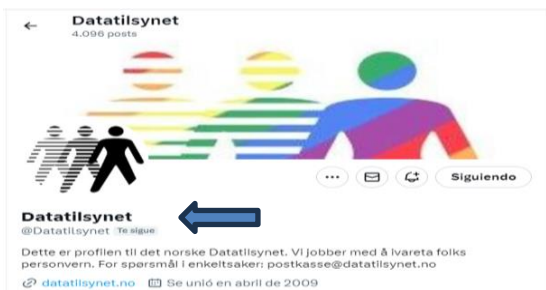 Datatilsynet
4.096 posts
Siguiendo
Datatilsynet
@Datatilsynet Te sigue
Dette er profilen til det norske Datatilsynet. Vi jobber med å ivareta folks
personvern. For spørsmål i enkeltsaker: postkasse@datatilsynet.no
datatilsynet.no Se unió en abril de 2009